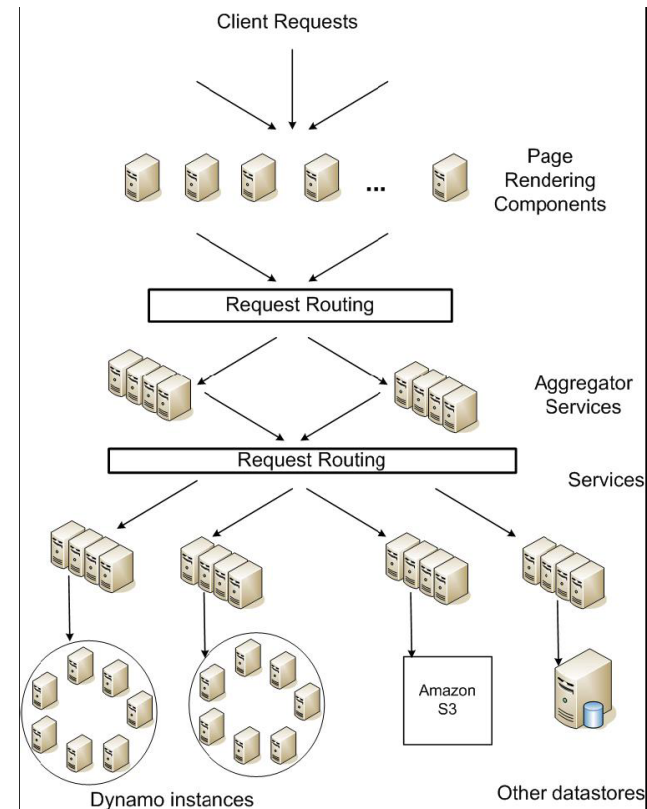 Client Requests
Page
Rendering
Components
...
Request Routing
Aggregator
Services
Request Routing
Services
Amazon
S3
Dynamo instances
Other datastores